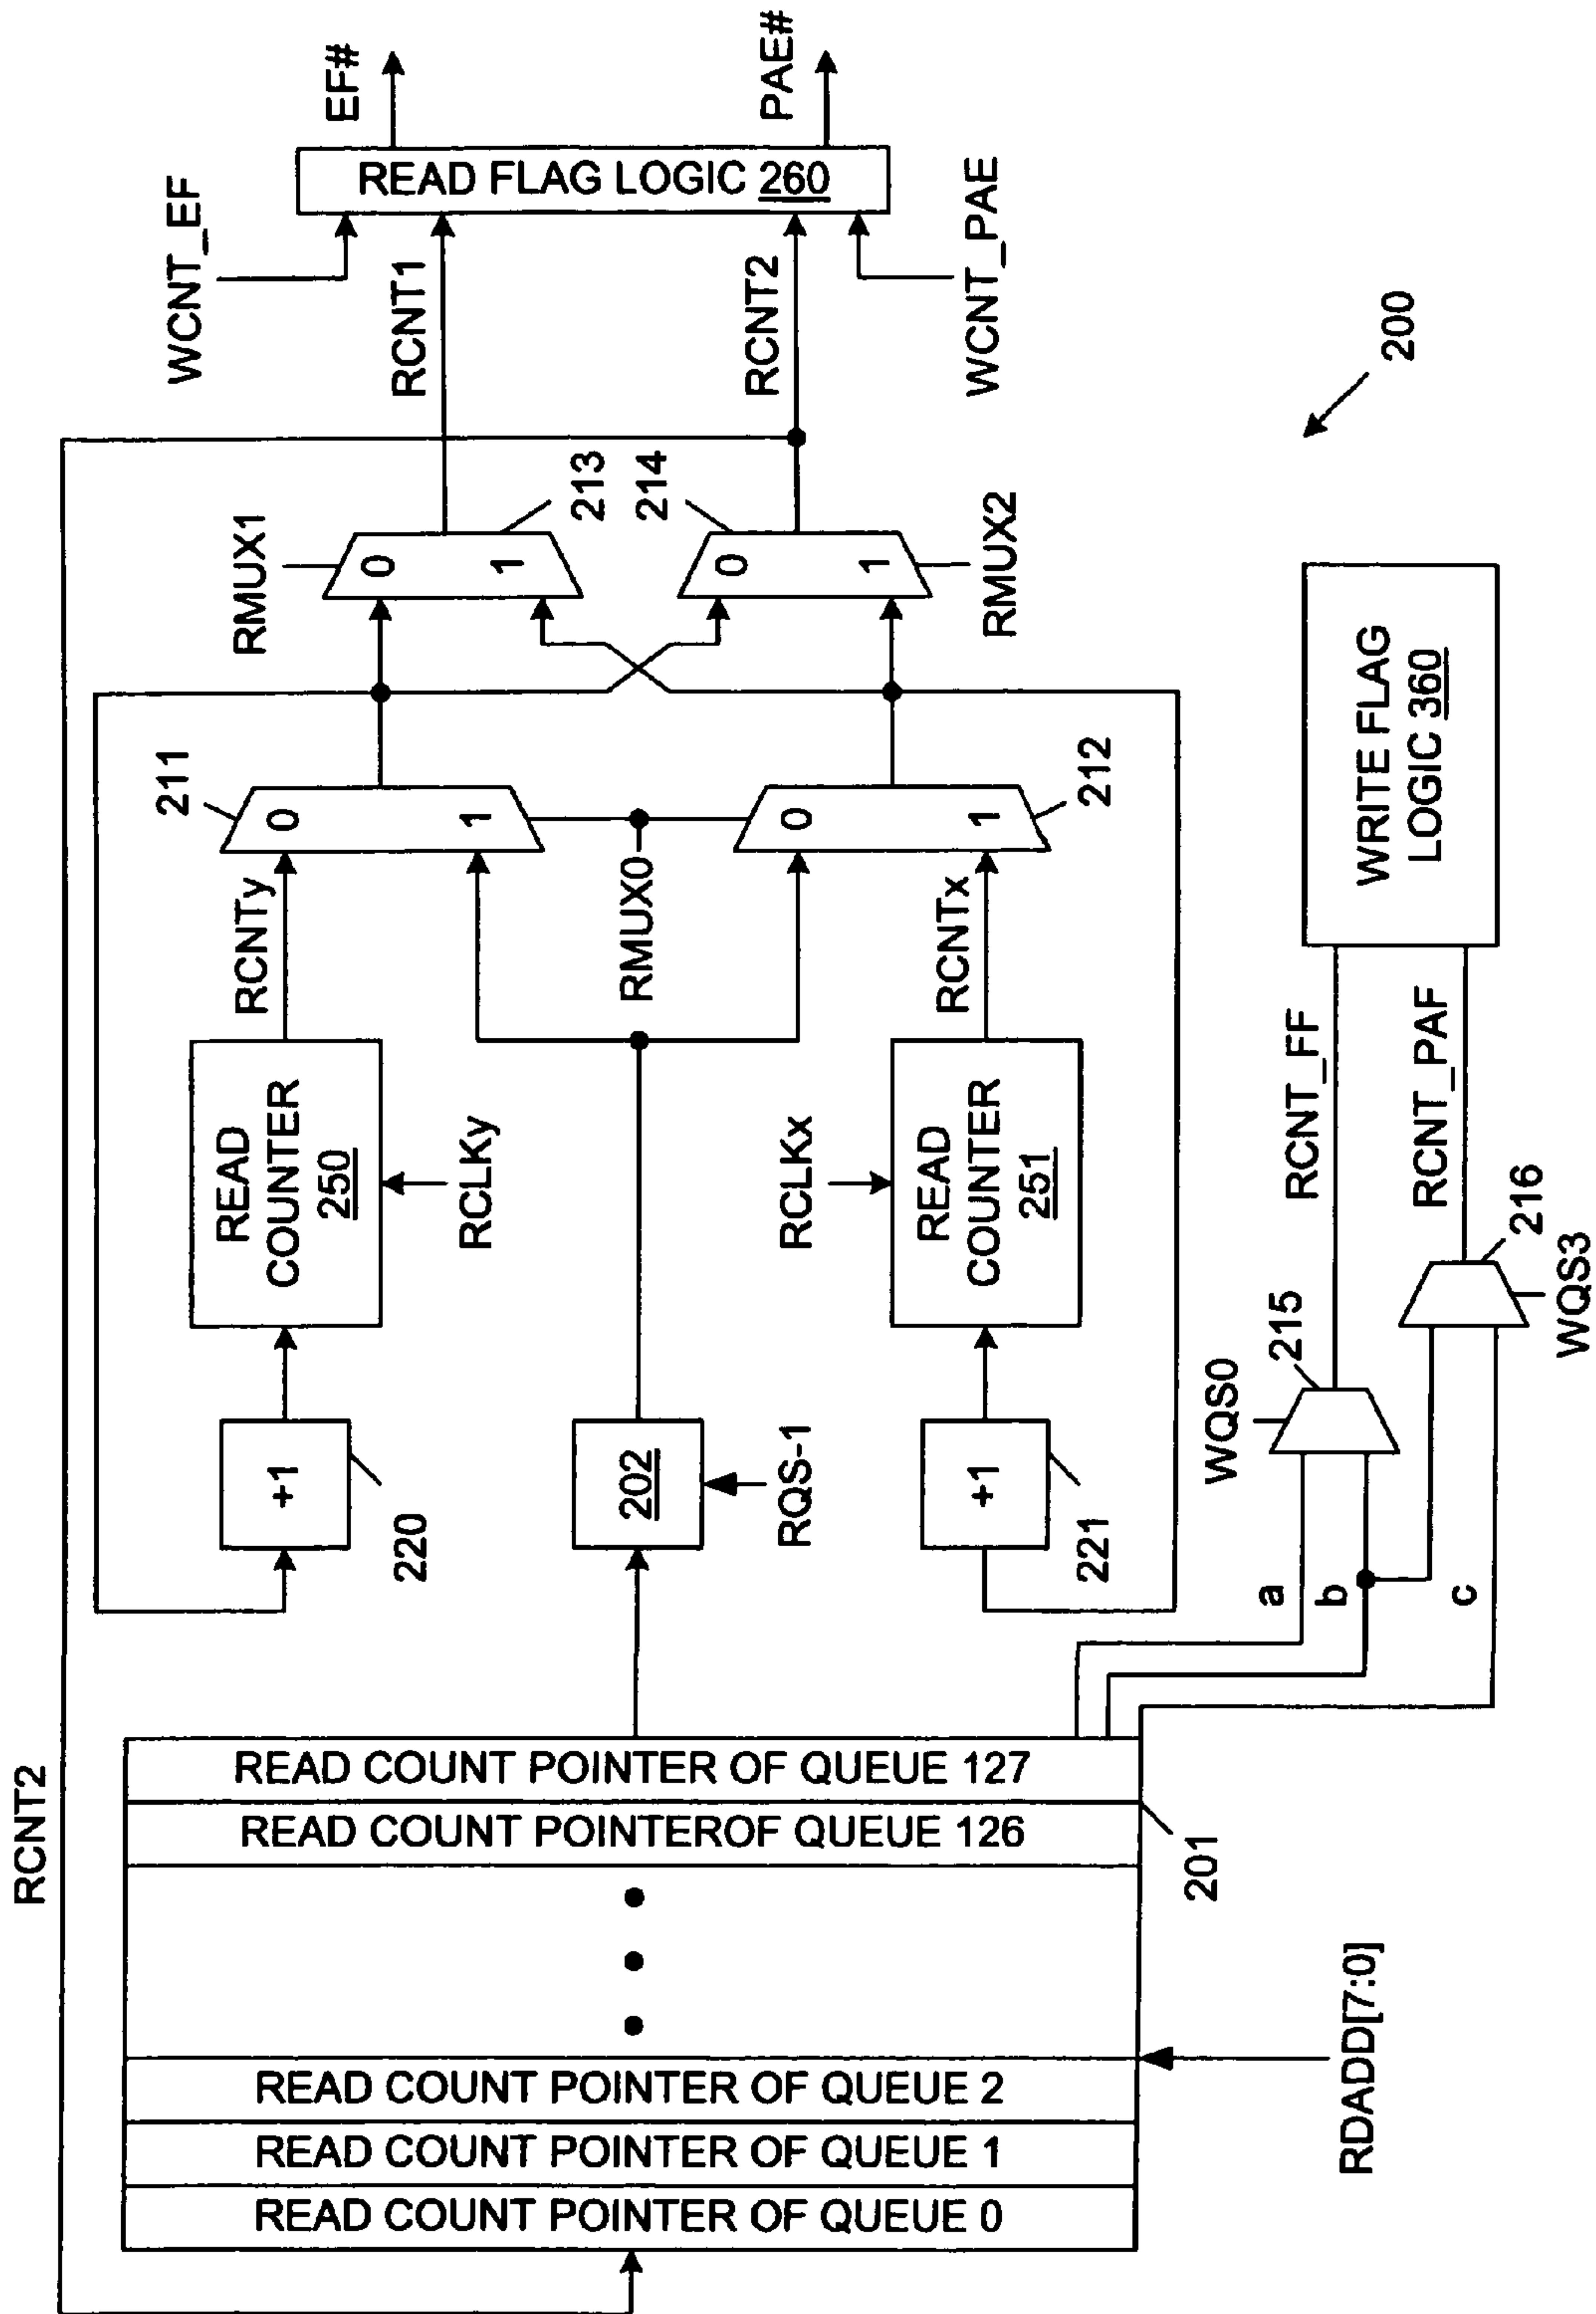 RCNT2
READ COUNT POINTER OF QUEUE 0
READ COUNT POINTER OF QUEUE 1
READ COUNT POINTER OF QUEUE 2
READ COUNT POINTEROF QUEUE 126
READ COUNT POINTER OF QUEUE 127
RDADD[7:0]
201
+1
220
202
RQS-1
+1
221
READ
COUNTER
250
RCLKy
RCLKx
READ
COUNTER
251
RCNTy
RMUX0
RCNTx
211
0
1
0
1
212
RMUX1
0
1
213
214
0
1
RMUX2
RCNT1
RCNT2
WCNT_EF
READ FLAG LOGIC 260
WCNT_PAE
EF#
PAE#
a
b
c
WQS0
215
216
WQS3
RCNT_FF
RCNT_PAF
WRITE FLAG
LOGIC 360
200